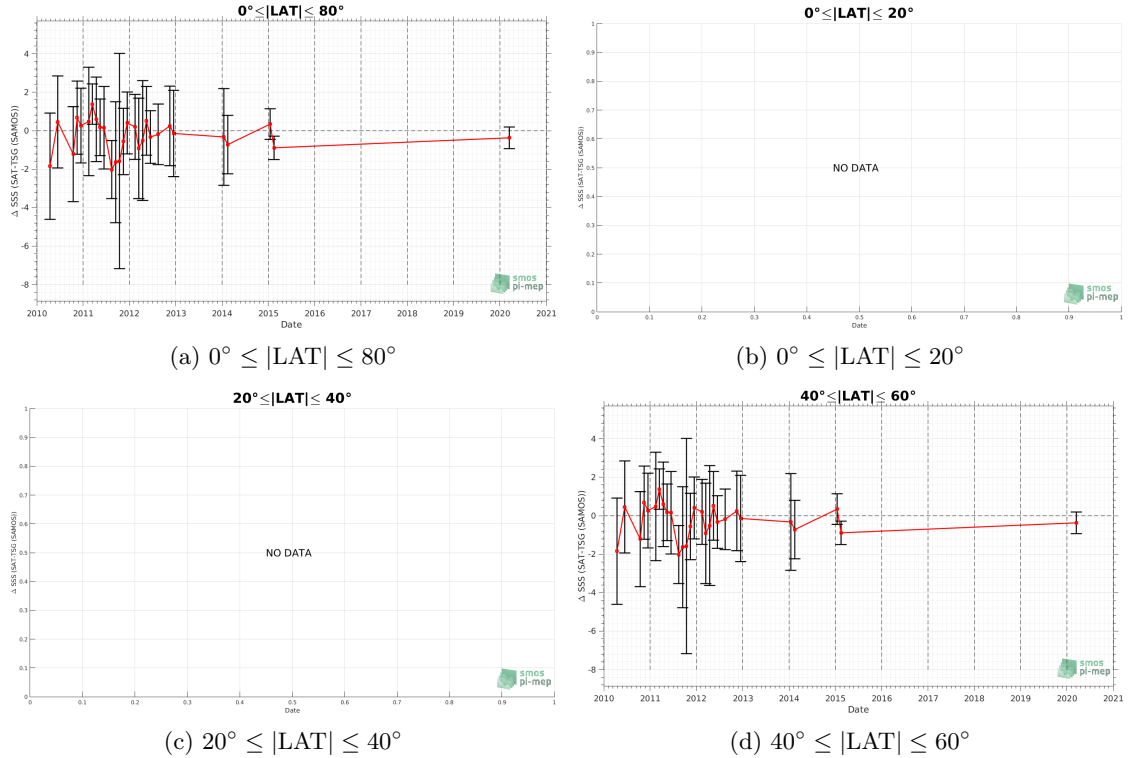 0°≤|LAT|≤ 80°
4
2
0
-2
-4
-6
-8
Δ SSS (SAT-TSG (SAMOS))
2010 2011 2012 2013 2014 2015 2016 2017 2018 2019 2020 2021
Date
smos
pi-mep
(a) 0° ≤ |LAT| ≤ 80°
0°≤|LAT|≤ 20°
1
0.9
0.8
0.7
0.6
0.5
0.4
0.3
0.2
0.1
0
Δ SSS (SAT-TSG (SAMOS))
NO DATA
0 0.1 0.2 0.3 0.4 0.5 0.6 0.7 0.8 0.9 1
Date
smos
pi-mep
(b) 0° ≤ |LAT| ≤ 20°
20°≤|LAT|≤ 40°
1
0.9
0.8
0.7
0.6
0.5
0.4
0.3
0.2
0.1
0
Δ SSS (SAT-TSG (SAMOS))
NO DATA
0 0.1 0.2 0.3 0.4 0.5 0.6 0.7 0.8 0.9 1
Date
smos
pi-mep
(c) 20° ≤ |LAT| ≤ 40°
40°≤|LAT|≤ 60°
4
2
0
-2
-4
-6
-8
Δ SSS (SAT-TSG (SAMOS))
2010 2011 2012 2013 2014 2015 2016 2017 2018 2019 2020 2021
Date
smos
pi-mep
(d) 40° ≤ |LAT| ≤ 60°